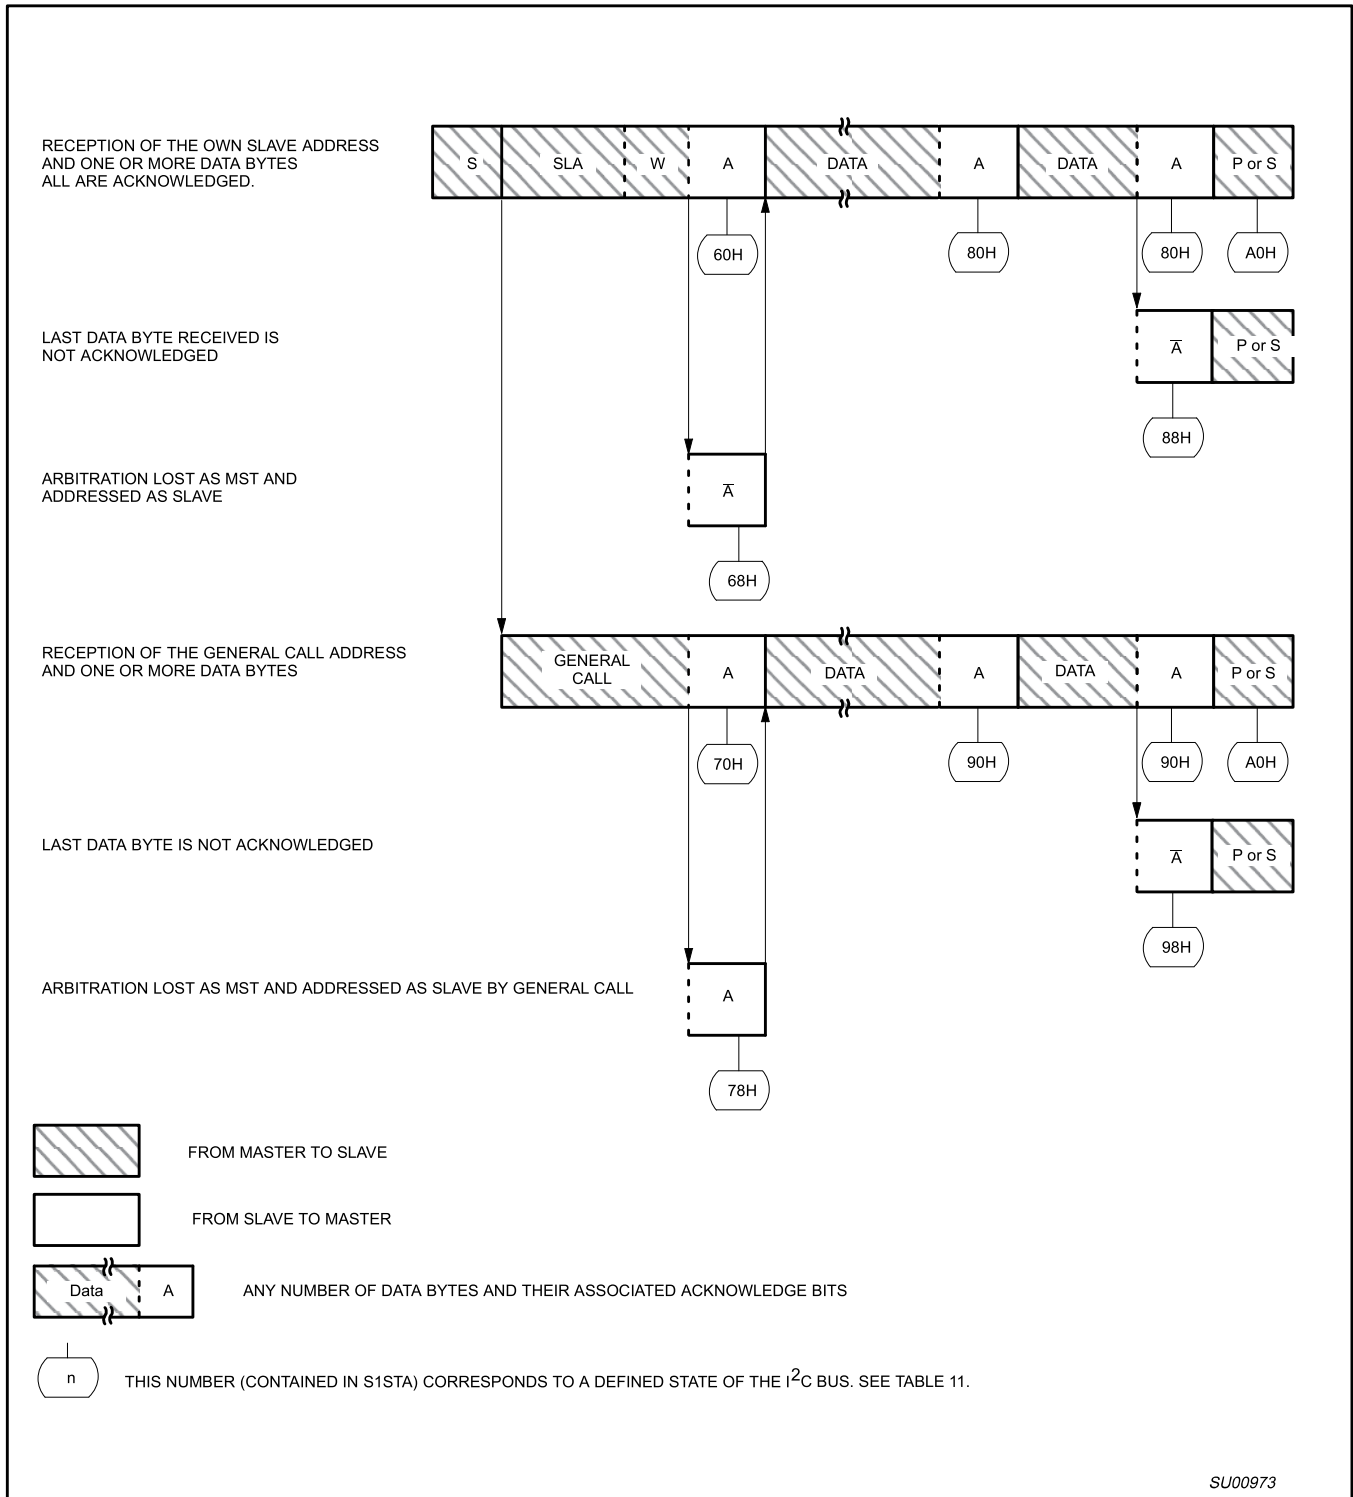 RECEPTION OF THE OWN SLAVE ADDRESS
AND ONE OR MORE DATA BYTES
ALL ARE ACKNOWLEDGED.
S SLA W A DATA A DATA A P or S
60H 80H 80H A0H
LAST DATA BYTE RECEIVED IS
NOT ACKNOWLEDGED
A̅ P or S
88H
ARBITRATION LOST AS MST AND
ADDRESSED AS SLAVE
A̅
68H
RECEPTION OF THE GENERAL CALL ADDRESS
AND ONE OR MORE DATA BYTES
GENERAL
CALL
A DATA A DATA A P or S
70H 90H 90H A0H
LAST DATA BYTE IS NOT ACKNOWLEDGED
A̅ P or S
98H
ARBITRATION LOST AS MST AND ADDRESSED AS SLAVE BY GENERAL CALL
A
78H
FROM MASTER TO SLAVE
FROM SLAVE TO MASTER
Data A ANY NUMBER OF DATA BYTES AND THEIR ASSOCIATED ACKNOWLEDGE BITS
n THIS NUMBER (CONTAINED IN S1STA) CORRESPONDS TO A DEFINED STATE OF THE I²C BUS. SEE TABLE 11.
SU00973